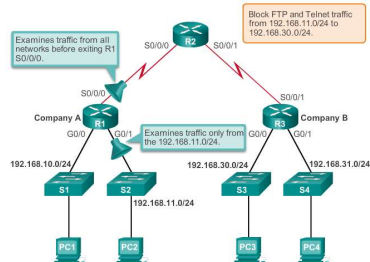 Examines traffic from all
networks before exiting R1
S0/0/0.
Block FTP and Telnet traffic
from 192.168.11.0/24 to
192.168.30.0/24.
S0/0/0
R2
S0/0/1
S0/0/0
S0/0/1
Company A
R1
R3
Company B
G0/0
G0/1
Examines traffic only from
the 192.168.11.0/24.
G0/0
G0/1
192.168.10.0/24
192.168.30.0/24
192.168.31.0/24
S1
S2
S3
S4
192.168.11.0/24
PC1
PC2
PC3
PC4